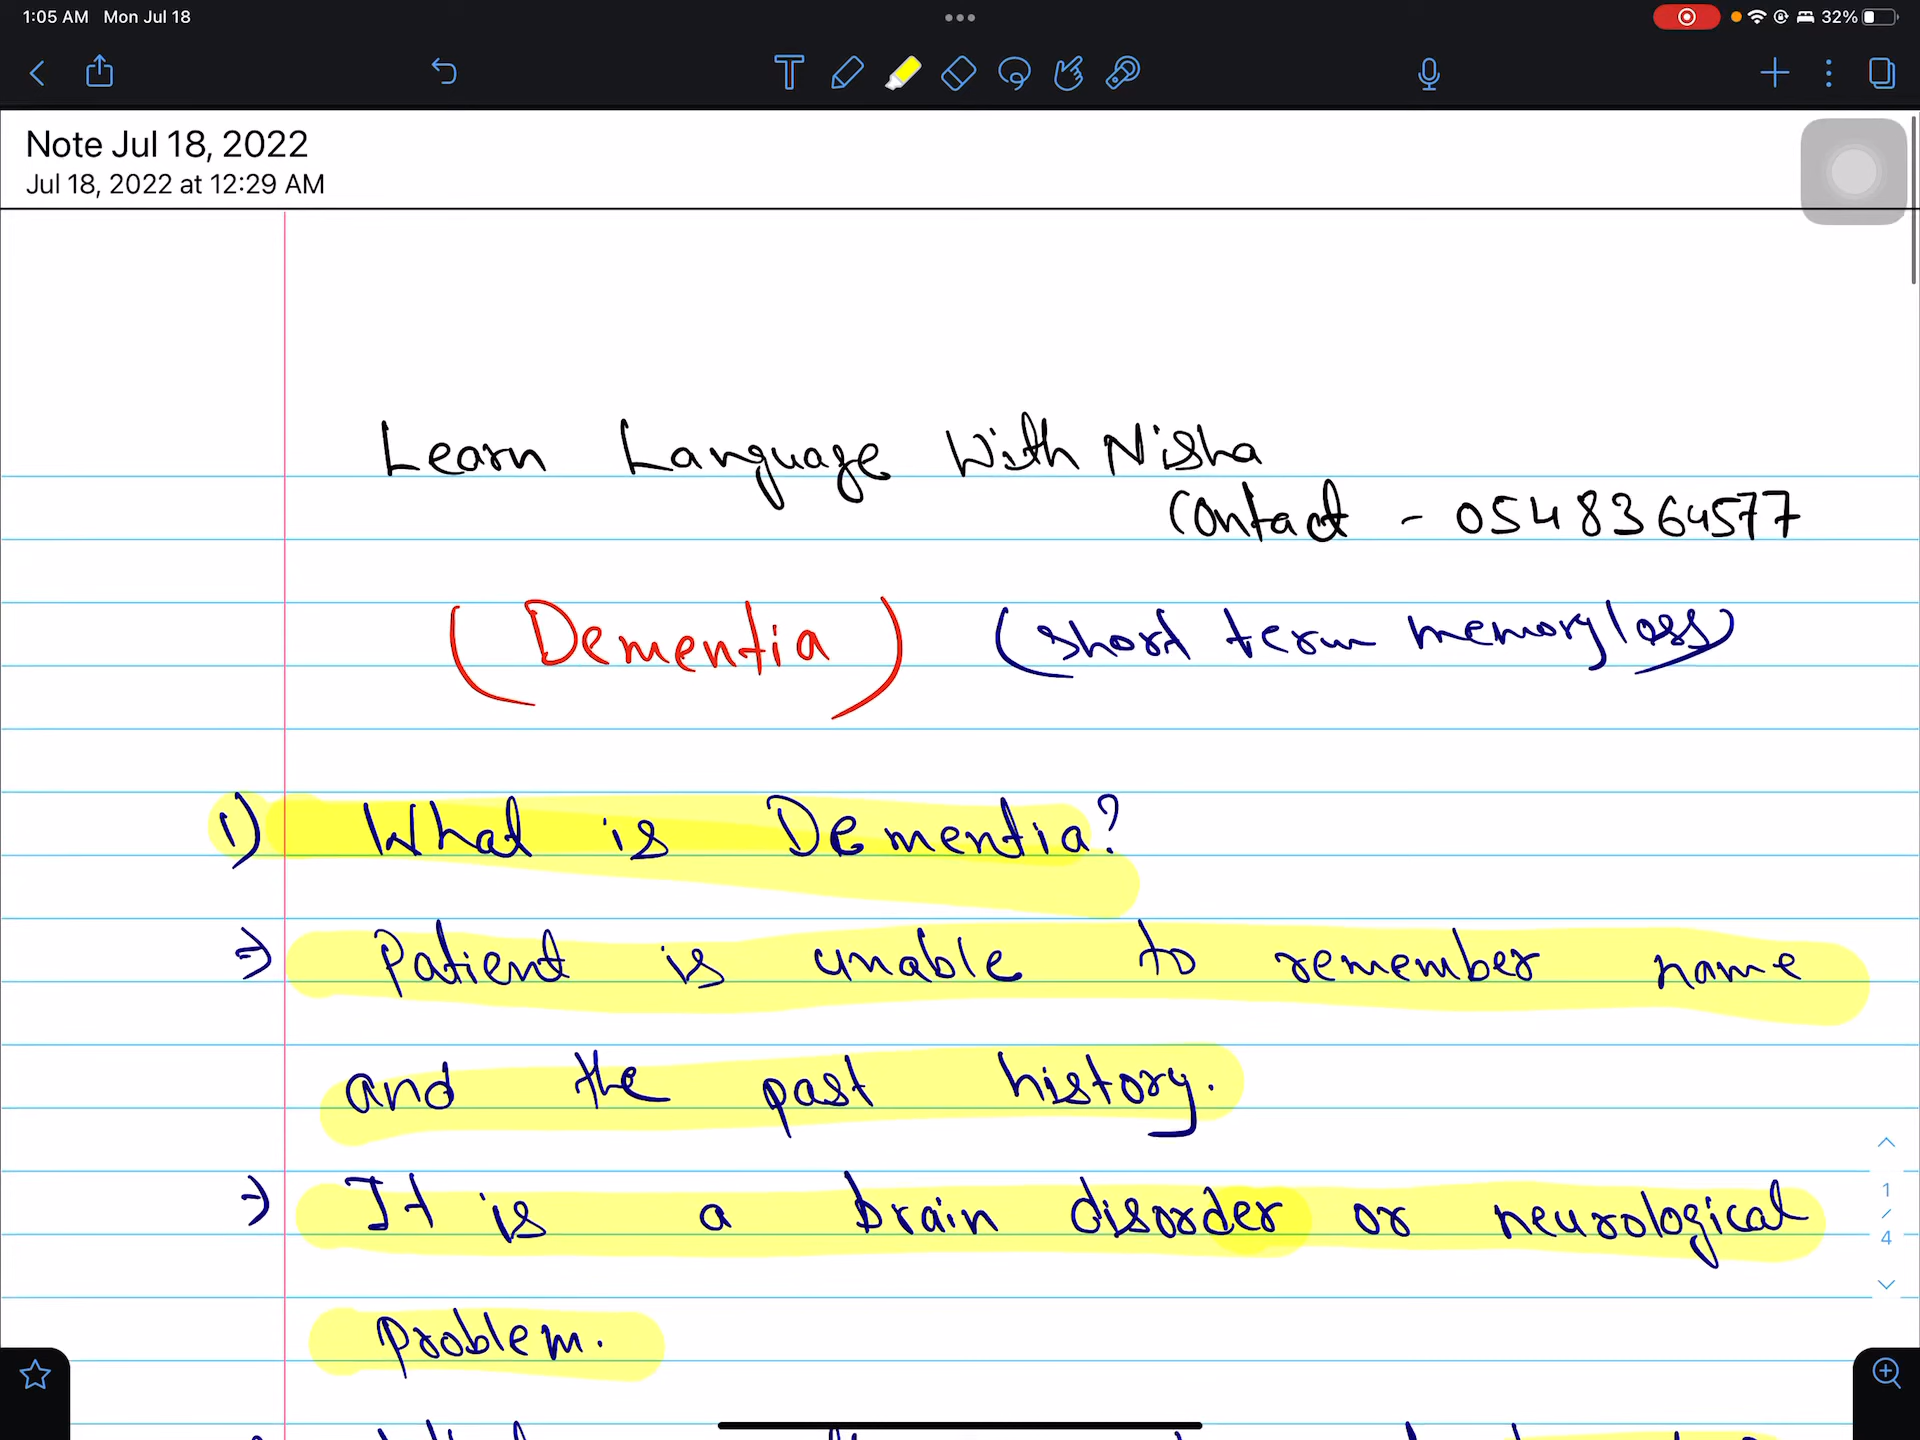 1:05 AM Mon Jul 18
32%
Note Jul 18, 2022
Jul 18, 2022 at 12:29 AM
Learn Language With Nisha
Contact - 0548364577
(Dementia) (short term memory loss)
1) What is Dementia?
⇒ Patient is unable to remember name
and the past history.
⇒ It is a brain disorder or neurological
problem.
1
/
4